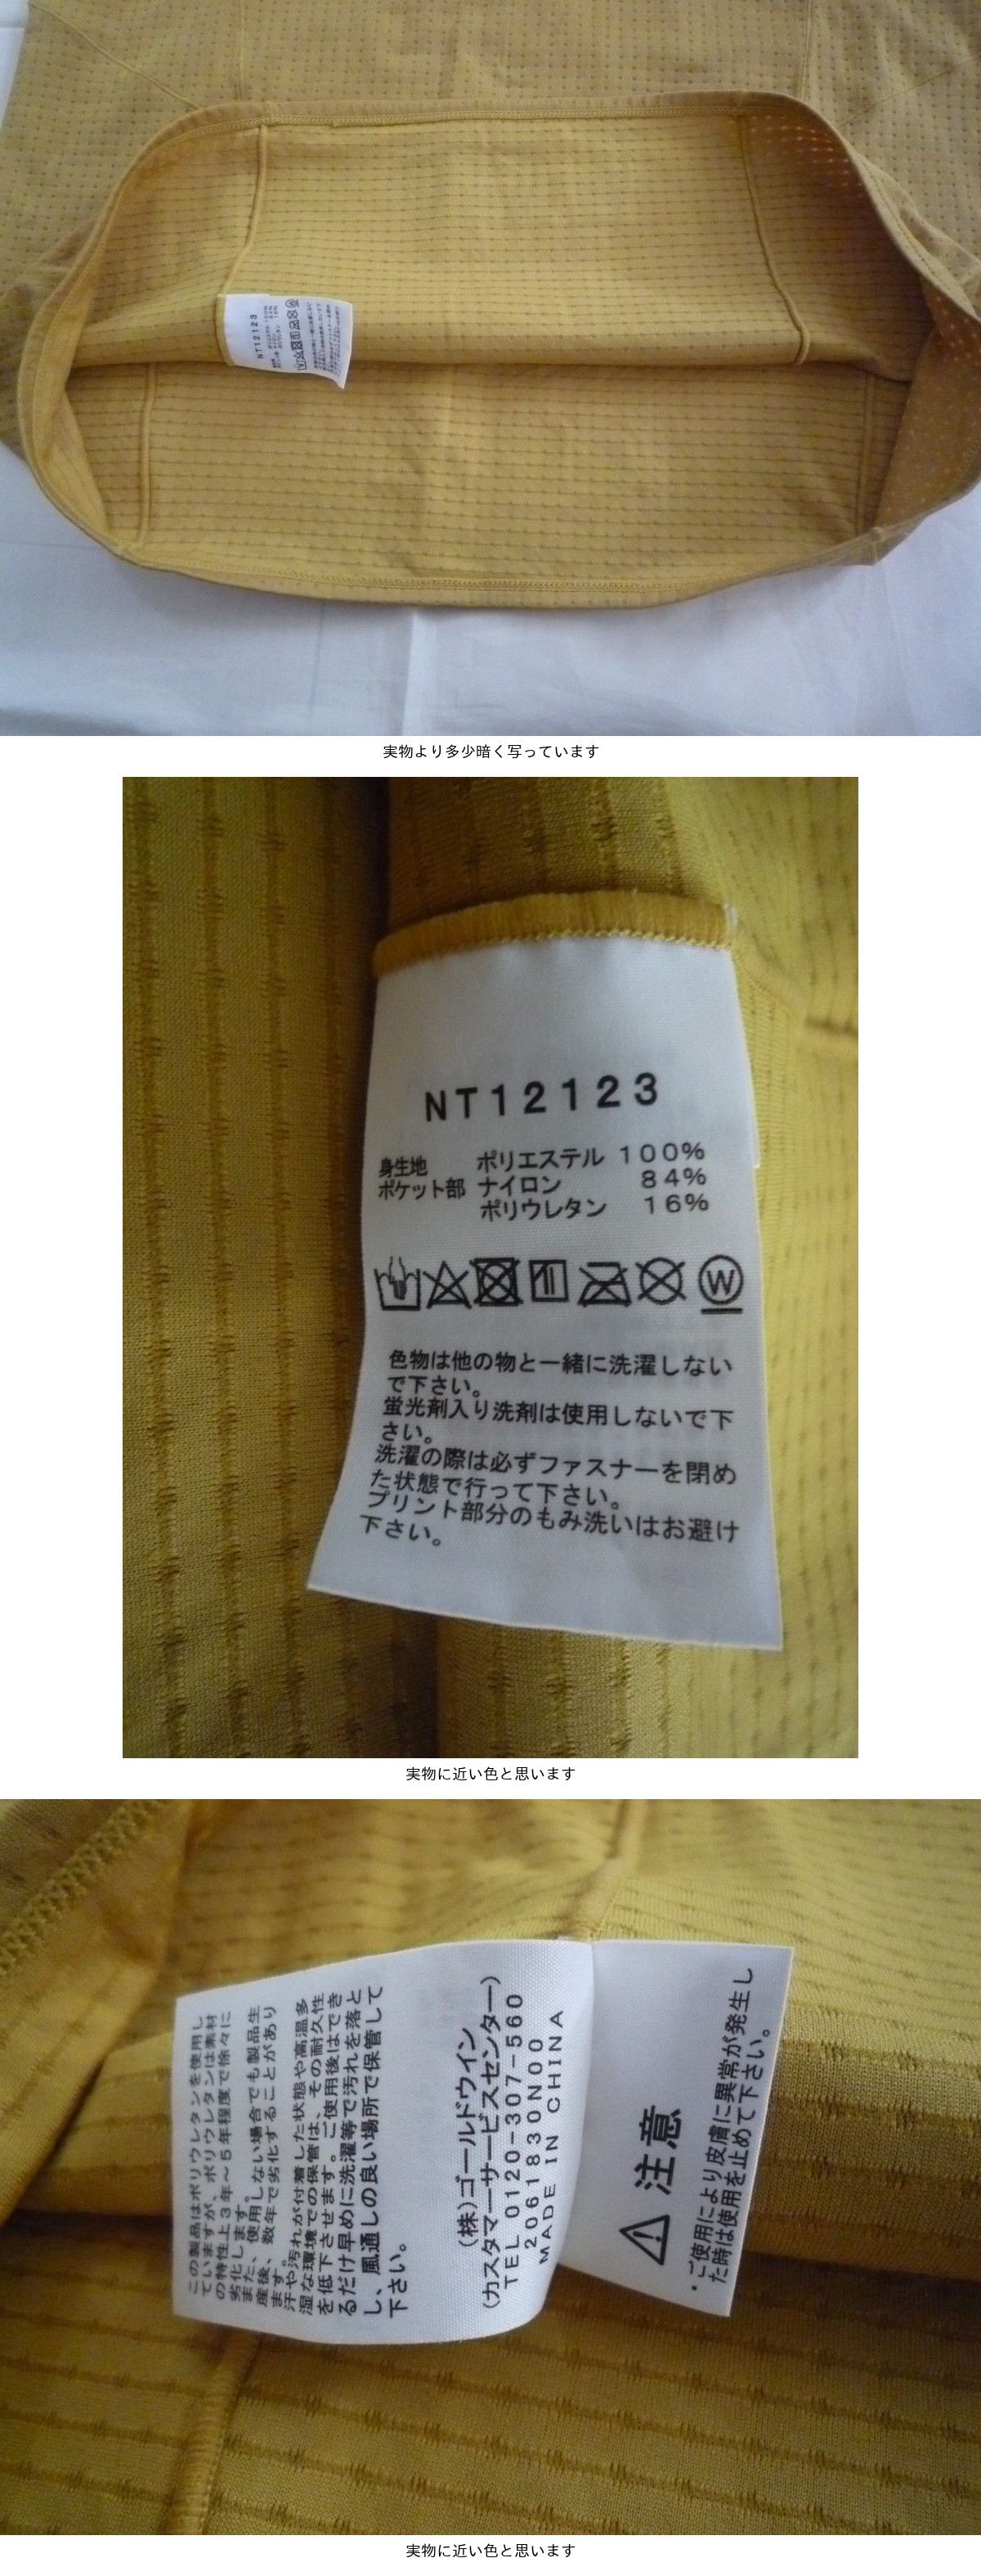 NT12123
実物より多少暗く写っています
NT12123
身生地 ポリエステル 100%
ポケット部 ナイロン 84%
ポリウレタン 16%
W
色物は他の物と一緒に洗濯しない
で下さい。
蛍光剤入り洗剤は使用しないで下
さい。
洗濯の際は必ずファスナーを閉め
た状態で行って下さい。
プリント部分のもみ洗いはお避け
下さい。
実物に近い色と思います
この製品はポリウレタンを使用し
ていますが、ポリウレタンは素材
の特性上3年~5年程度で徐々に
劣化します。
また、使用しない場合でも製品生
産後、数年で劣化することがあり
ます。
汗や汚れが付着した状態や高温多
湿な環境での保管は、その耐久性
を低下させます。ご使用後はでき
るだけ早めに洗濯等で汚れを落と
し、風通しの良い場所で保管して
下さい。
(株)ゴールドウイン
(カスタマーサービスセンター)
TEL 0120-307-560
2061830N00
MADE IN CHINA
注意
・ご使用により皮膚に異常が発生し
た時は使用を止めて下さい。
実物に近い色と思います